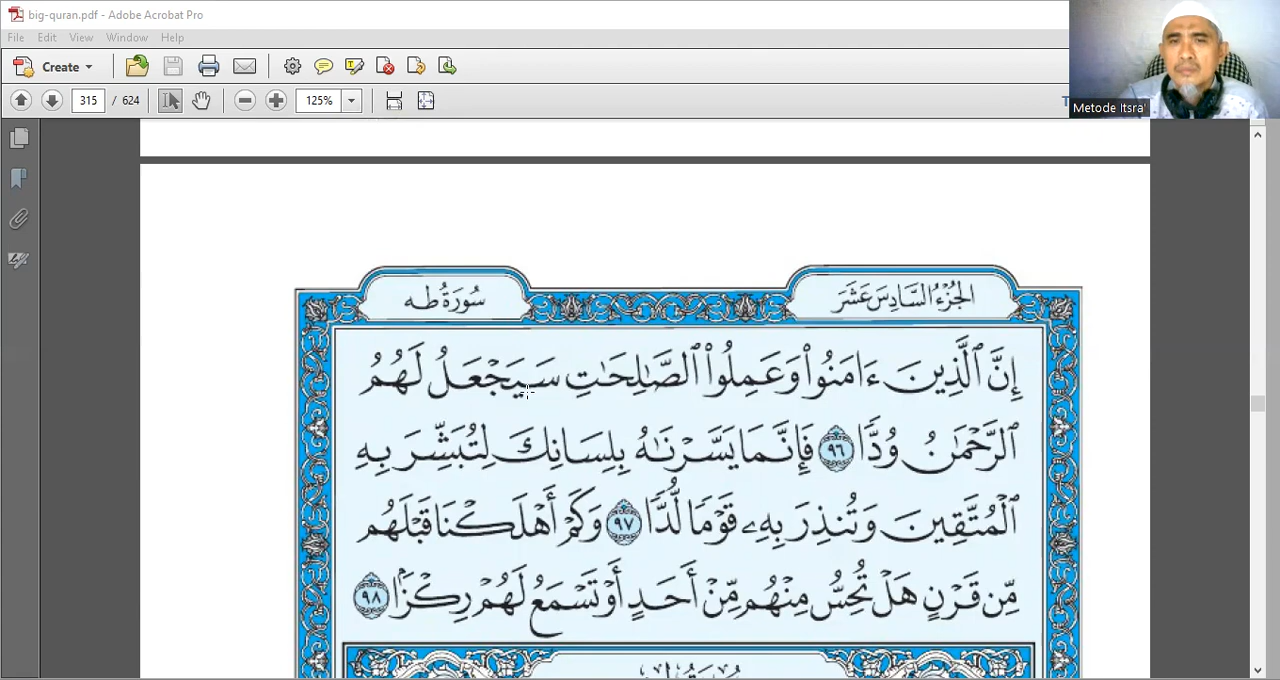 big-quran.pdf - Adobe Acrobat Pro
File Edit View Window Help
Create
315 / 624 125%
Metode Itsra'
سُورَةُ طه
الجُزْءُ السَّادِسَ عَشَرَ
إِنَّ ٱلَّذِينَ ءَامَنُوا۟ وَعَمِلُوا۟ ٱلصَّـٰلِحَـٰتِ سَيَجْعَلُ لَهُمُ
ٱلرَّحْمَـٰنُ وُدًّا ٩٦ فَإِنَّمَا يَسَّرْنَـٰهُ بِلِسَانِكَ لِتُبَشِّرَ بِهِ
ٱلْمُتَّقِينَ وَتُنذِرَ بِهِۦ قَوْمًا لُّدًّا ٩٧ وَكَمْ أَهْلَكْنَا قَبْلَهُم
مِّن قَرْنٍ هَلْ تُحِسُّ مِنْهُم مِّنْ أَحَدٍ أَوْ تَسْمَعُ لَهُمْ رِكْزًۢا ٩٨